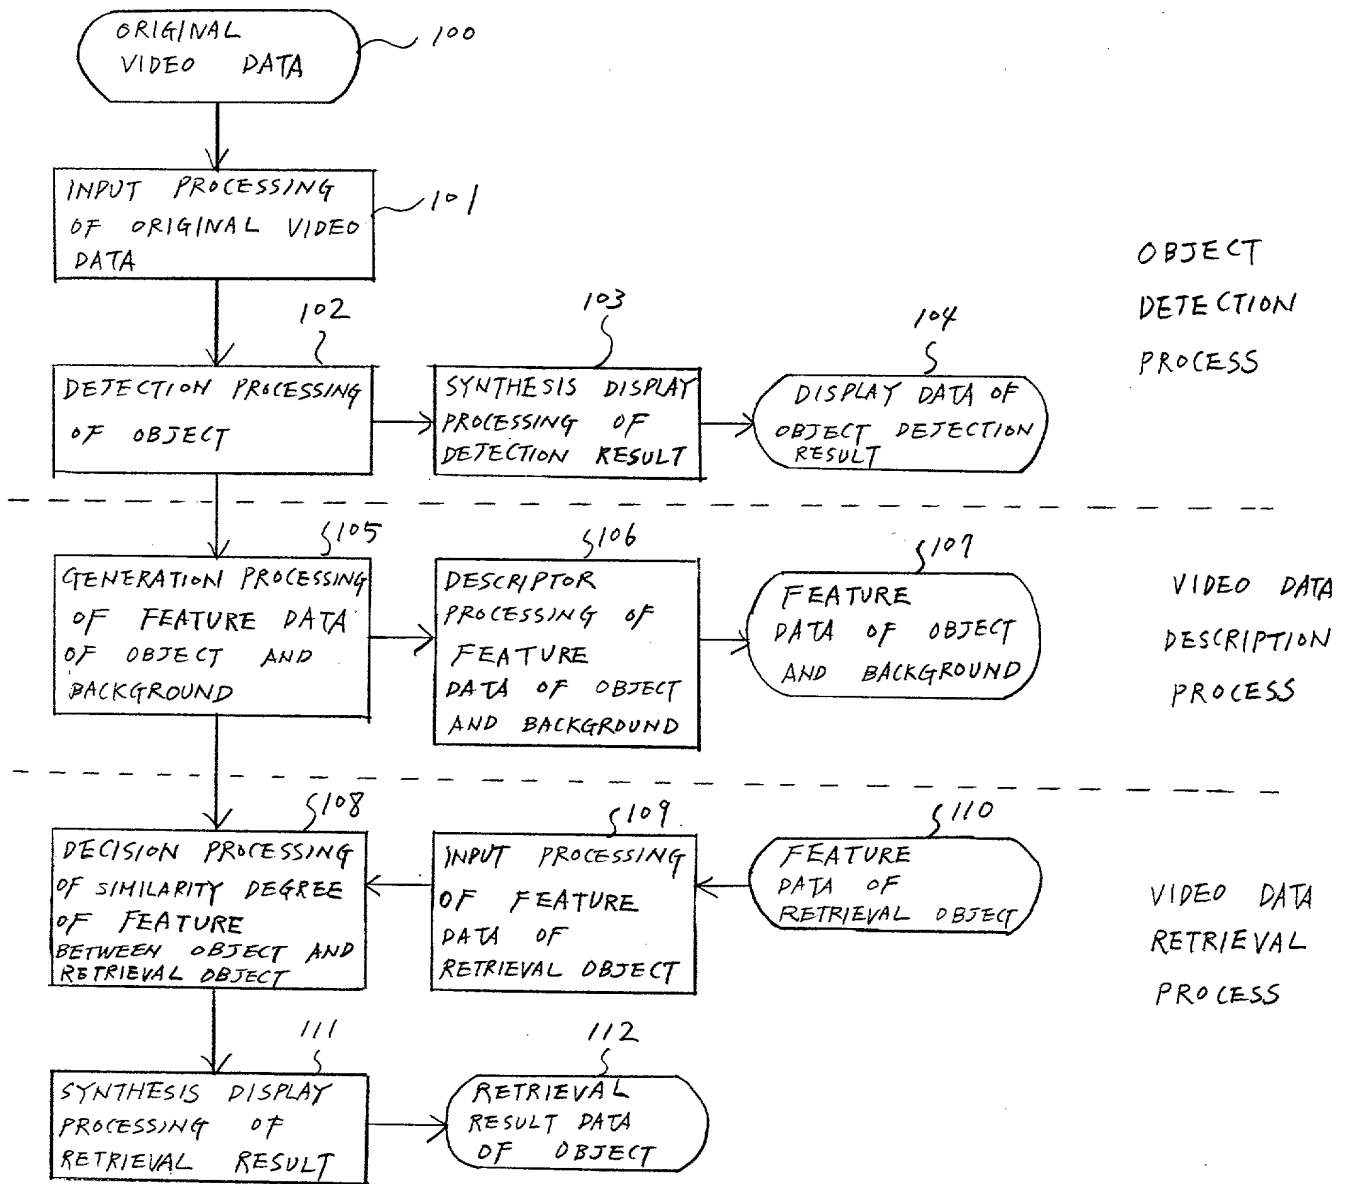 ORIGINAL
VIDEO DATA
100
INPUT PROCESSING
OF ORIGINAL VIDEO
DATA
101
OBJECT
DETECTION
PROCESS
102
DETECTION PROCESSING
OF OBJECT
103
SYNTHESIS DISPLAY
PROCESSING OF
DETECTION RESULT
104
DISPLAY DATA OF
OBJECT DETECTION
RESULT
105
GENERATION PROCESSING
OF FEATURE DATA
OF OBJECT AND
BACKGROUND
106
DESCRIPTOR
PROCESSING OF
FEATURE
DATA OF OBJECT
AND BACKGROUND
107
FEATURE
DATA OF OBJECT
AND BACKGROUND
VIDEO DATA
DESCRIPTION
PROCESS
108
DECISION PROCESSING
OF SIMILARITY DEGREE
OF FEATURE
BETWEEN OBJECT AND
RETRIEVAL OBJECT
109
INPUT PROCESSING
OF FEATURE
DATA OF
RETRIEVAL OBJECT
110
FEATURE
DATA OF
RETRIEVAL OBJECT
VIDEO DATA
RETRIEVAL
PROCESS
111
SYNTHESIS DISPLAY
PROCESSING OF
RETRIEVAL RESULT
112
RETRIEVAL
RESULT DATA
OF OBJECT